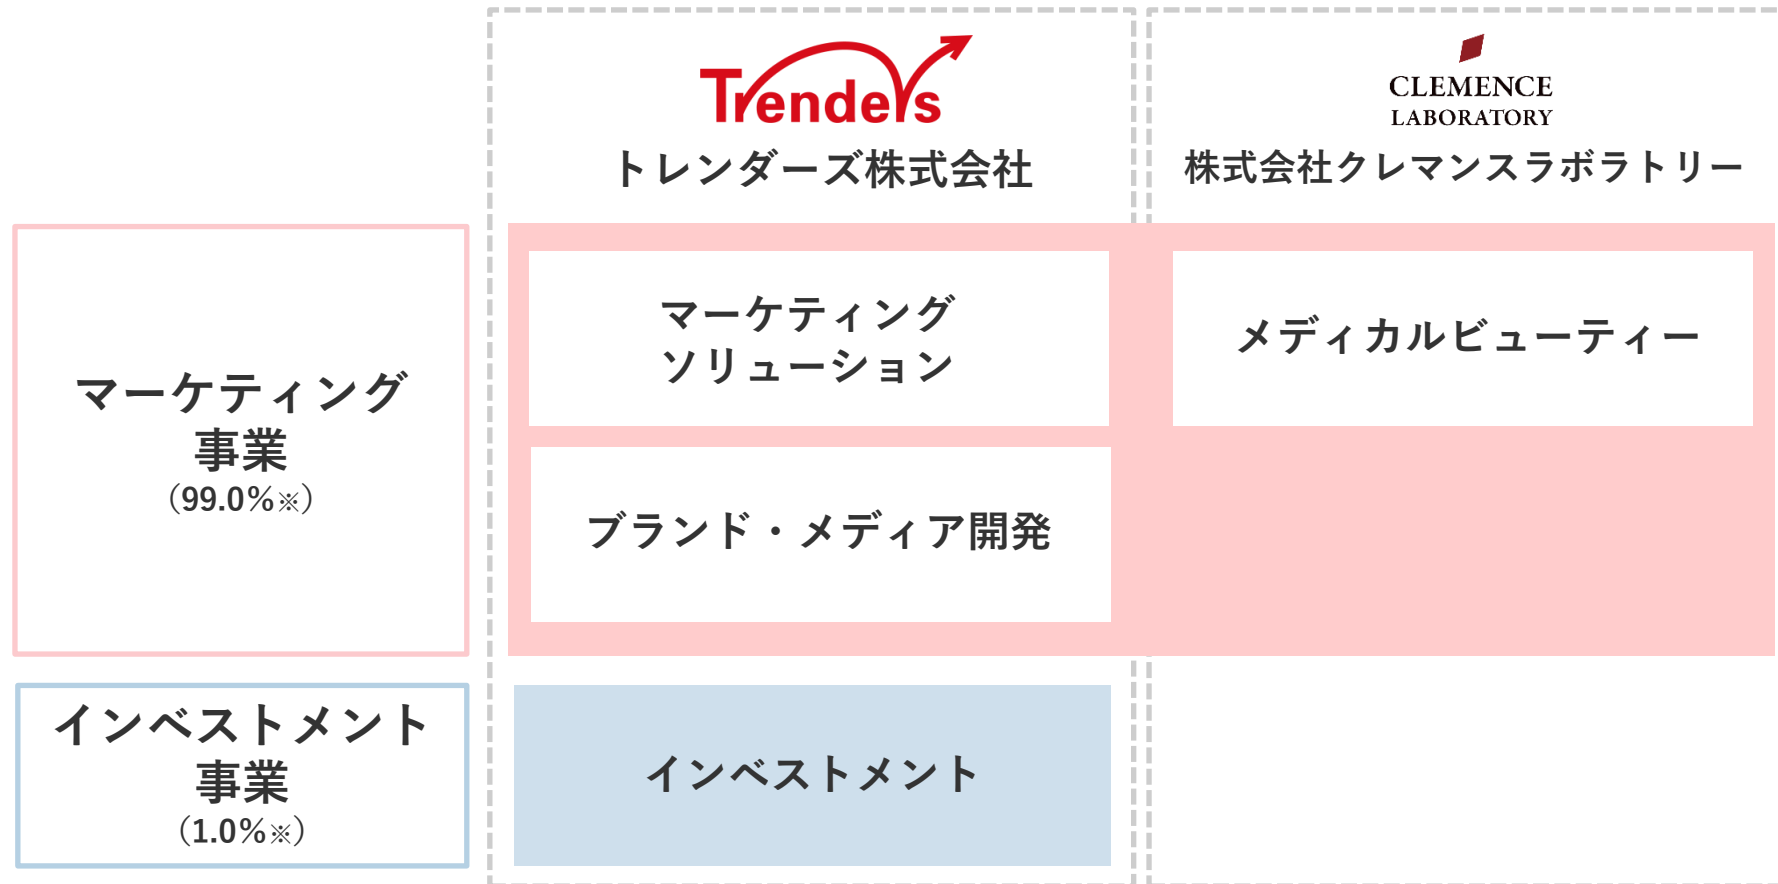 Trenders
トレンダーズ株式会社
CLEMENCE
LABORATORY
株式会社クレマンスラボラトリー
マーケティング
事業
（99.0%※）
マーケティング
ソリューション
メディカルビューティー
ブランド・メディア開発
インベストメント
事業
（1.0%※）
インベストメント